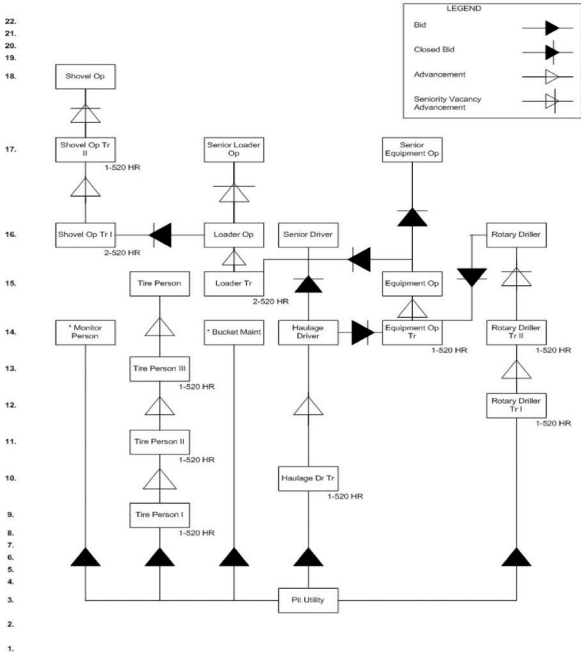 22.
LEGEND
21.
Bid
20.
Closed Bid
19.
18.
Shovel Op
Advancement
Seniority Vacancy
Advancement
17.
Shovel Op Tr
II
1-520 HR
Senior Loader
Op
Senior
Equipment Op
16.
Shovel Op Tr I
2-520 HR
Loader Op
Senior Driver
Rotary Driller
15.
Tire Person
Loader Tr
2-520 HR
Equipment Op
14.
* Monitor
Person
* Bucket Maint
Haulage
Driver
Equipment Op
Tr
1-520 HR
Rotary Driller
Tr II
1-520 HR
13.
Tire Person III
1-520 HR
12.
Rotary Driller
Tr I
1-520 HR
11.
Tire Person II
1-520 HR
10.
Haulage Dr Tr
1-520 HR
9.
Tire Person I
1-520 HR
8.
7.
6.
5.
4.
3.
Pit Utility
2.
1.